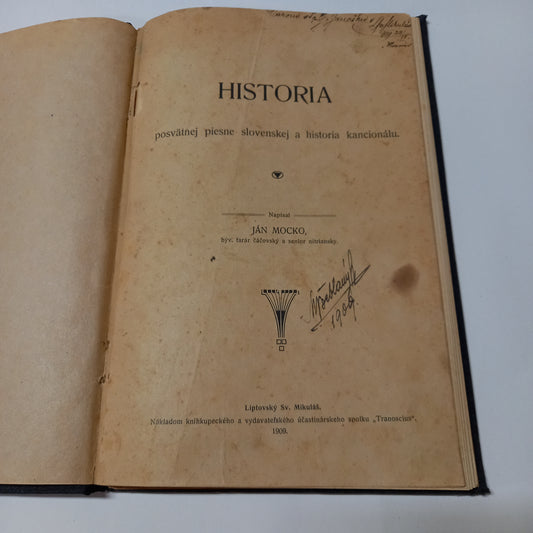 HISTORIA
posvätnej piesne slovenskej a historia kancionálu.
Napísal
JÁN MOCKO,
býv. farár čáčovský a senior nitriansky.
1909
Liptovský Sv. Mikuláš.
Nákladom kníhkupeckého a vydavateľského účastinárskeho spolku „Tranoscius“.
1909.